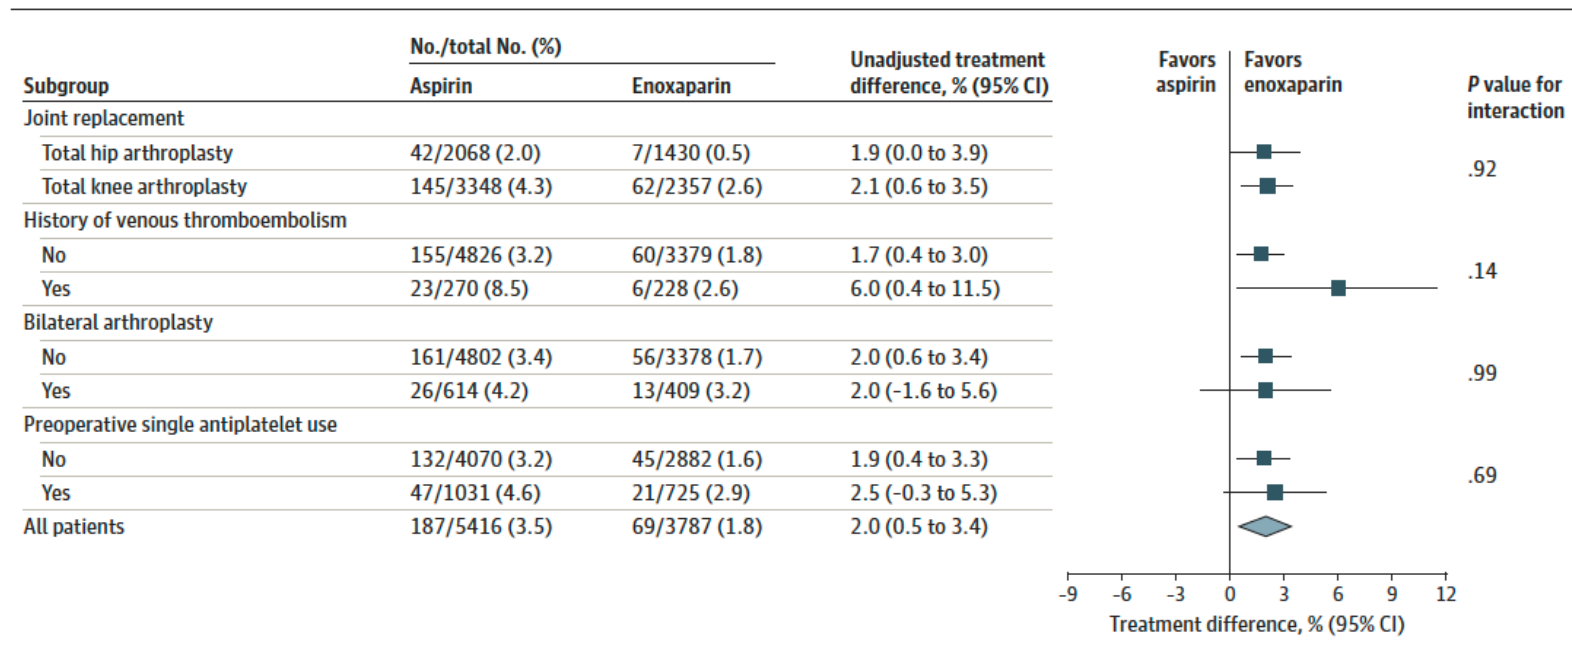 No./total No. (%)
Subgroup Aspirin Enoxaparin Unadjusted treatment difference, % (95% CI) Favors aspirin Favors enoxaparin P value for interaction
Joint replacement
Total hip arthroplasty 42/2068 (2.0) 7/1430 (0.5) 1.9 (0.0 to 3.9)
.92
Total knee arthroplasty 145/3348 (4.3) 62/2357 (2.6) 2.1 (0.6 to 3.5)
History of venous thromboembolism
No 155/4826 (3.2) 60/3379 (1.8) 1.7 (0.4 to 3.0)
.14
Yes 23/270 (8.5) 6/228 (2.6) 6.0 (0.4 to 11.5)
Bilateral arthroplasty
No 161/4802 (3.4) 56/3378 (1.7) 2.0 (0.6 to 3.4)
.99
Yes 26/614 (4.2) 13/409 (3.2) 2.0 (-1.6 to 5.6)
Preoperative single antiplatelet use
No 132/4070 (3.2) 45/2882 (1.6) 1.9 (0.4 to 3.3)
.69
Yes 47/1031 (4.6) 21/725 (2.9) 2.5 (-0.3 to 5.3)
All patients 187/5416 (3.5) 69/3787 (1.8) 2.0 (0.5 to 3.4)
-9 -6 -3 0 3 6 9 12
Treatment difference, % (95% CI)